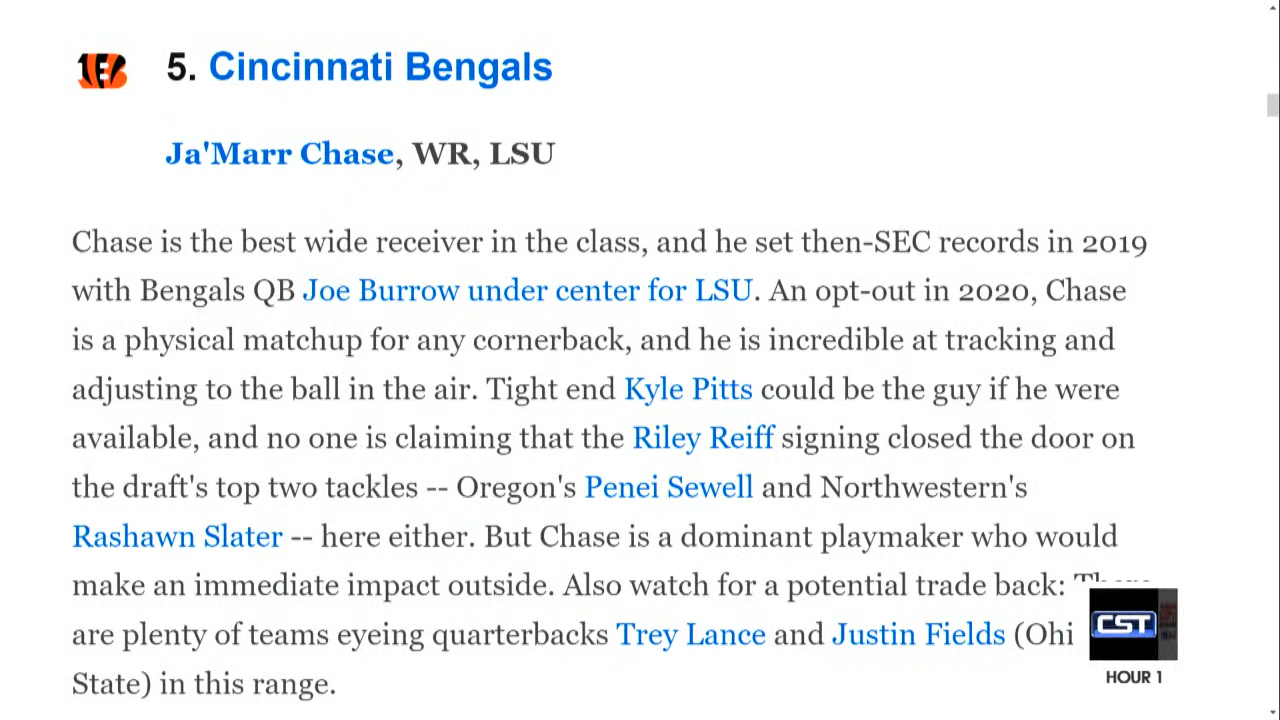 5. Cincinnati Bengals
Ja'Marr Chase, WR, LSU
Chase is the best wide receiver in the class, and he set then-SEC records in 2019
with Bengals QB Joe Burrow under center for LSU. An opt-out in 2020, Chase
is a physical matchup for any cornerback, and he is incredible at tracking and
adjusting to the ball in the air. Tight end Kyle Pitts could be the guy if he were
available, and no one is claiming that the Riley Reiff signing closed the door on
the draft's top two tackles -- Oregon's Penei Sewell and Northwestern's
Rashawn Slater -- here either. But Chase is a dominant playmaker who would
make an immediate impact outside. Also watch for a potential trade back:
are plenty of teams eyeing quarterbacks Trey Lance and Justin Fields (Ohi
State) in this range.
CST
HOUR 1